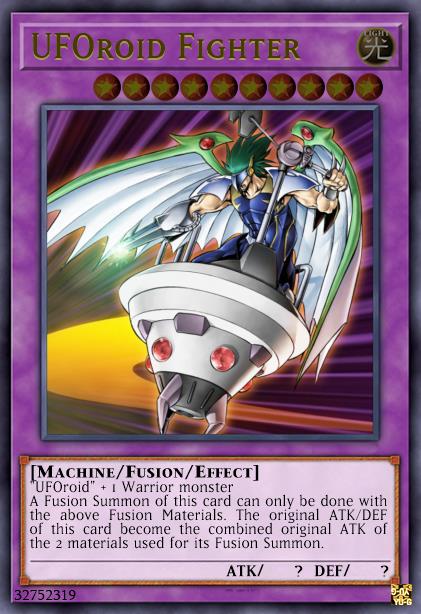 UFOroid Fighter
LIGHT
光
[Machine/Fusion/Effect]
"UFOroid" + 1 Warrior monster
A Fusion Summon of this card can only be done with
the above Fusion Materials. The original ATK/DEF
of this card become the combined original ATK of
the 2 materials used for its Fusion Summon.
ATK/ ? DEF/ ?
32752319